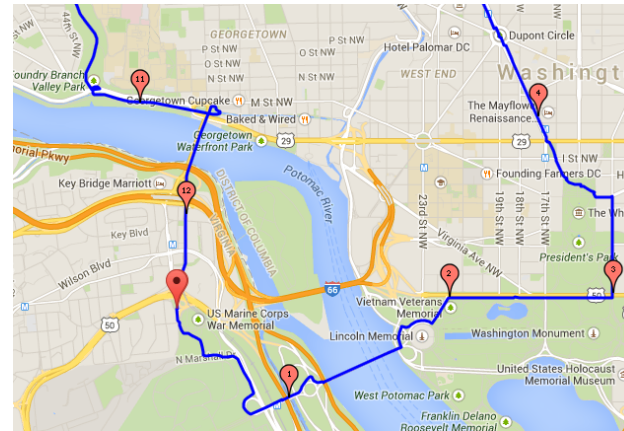 44th NW
GEORGETOWN
P St NW
P St NW
O St NW
O St NW
N St NW
N St NW
Dupont Circle
Hotel Palomar DC
WEST END
Washingt
Foundry Branch
Valley Park
11
Georgetown Cupcake
M St NW
Baked & Wired
4
The Mayflower
Renaissance
29
Georgetown
Waterfront Park
29
I St NW
M
Founding Farmers DC
orial Pkwy
Key Bridge Marriott
Potomac River
12
DISTRICT OF COLUMBIA
VIRGINIA
23rd St NW
19th St NW
18th St NW
17th St NW
The Wh
Key Blvd
Virginia Ave NW
President's Park
Wilson Blvd
66
2
3
50
Vietnam Veterans
Memorial
US Marine Corps
War Memorial
50
Lincoln Memorial
Washington Monument
N Marshall Dr
1
M
United States Holocaust
Memorial Museum
West Potomac Park
Franklin Delano
Roosevelt Memorial